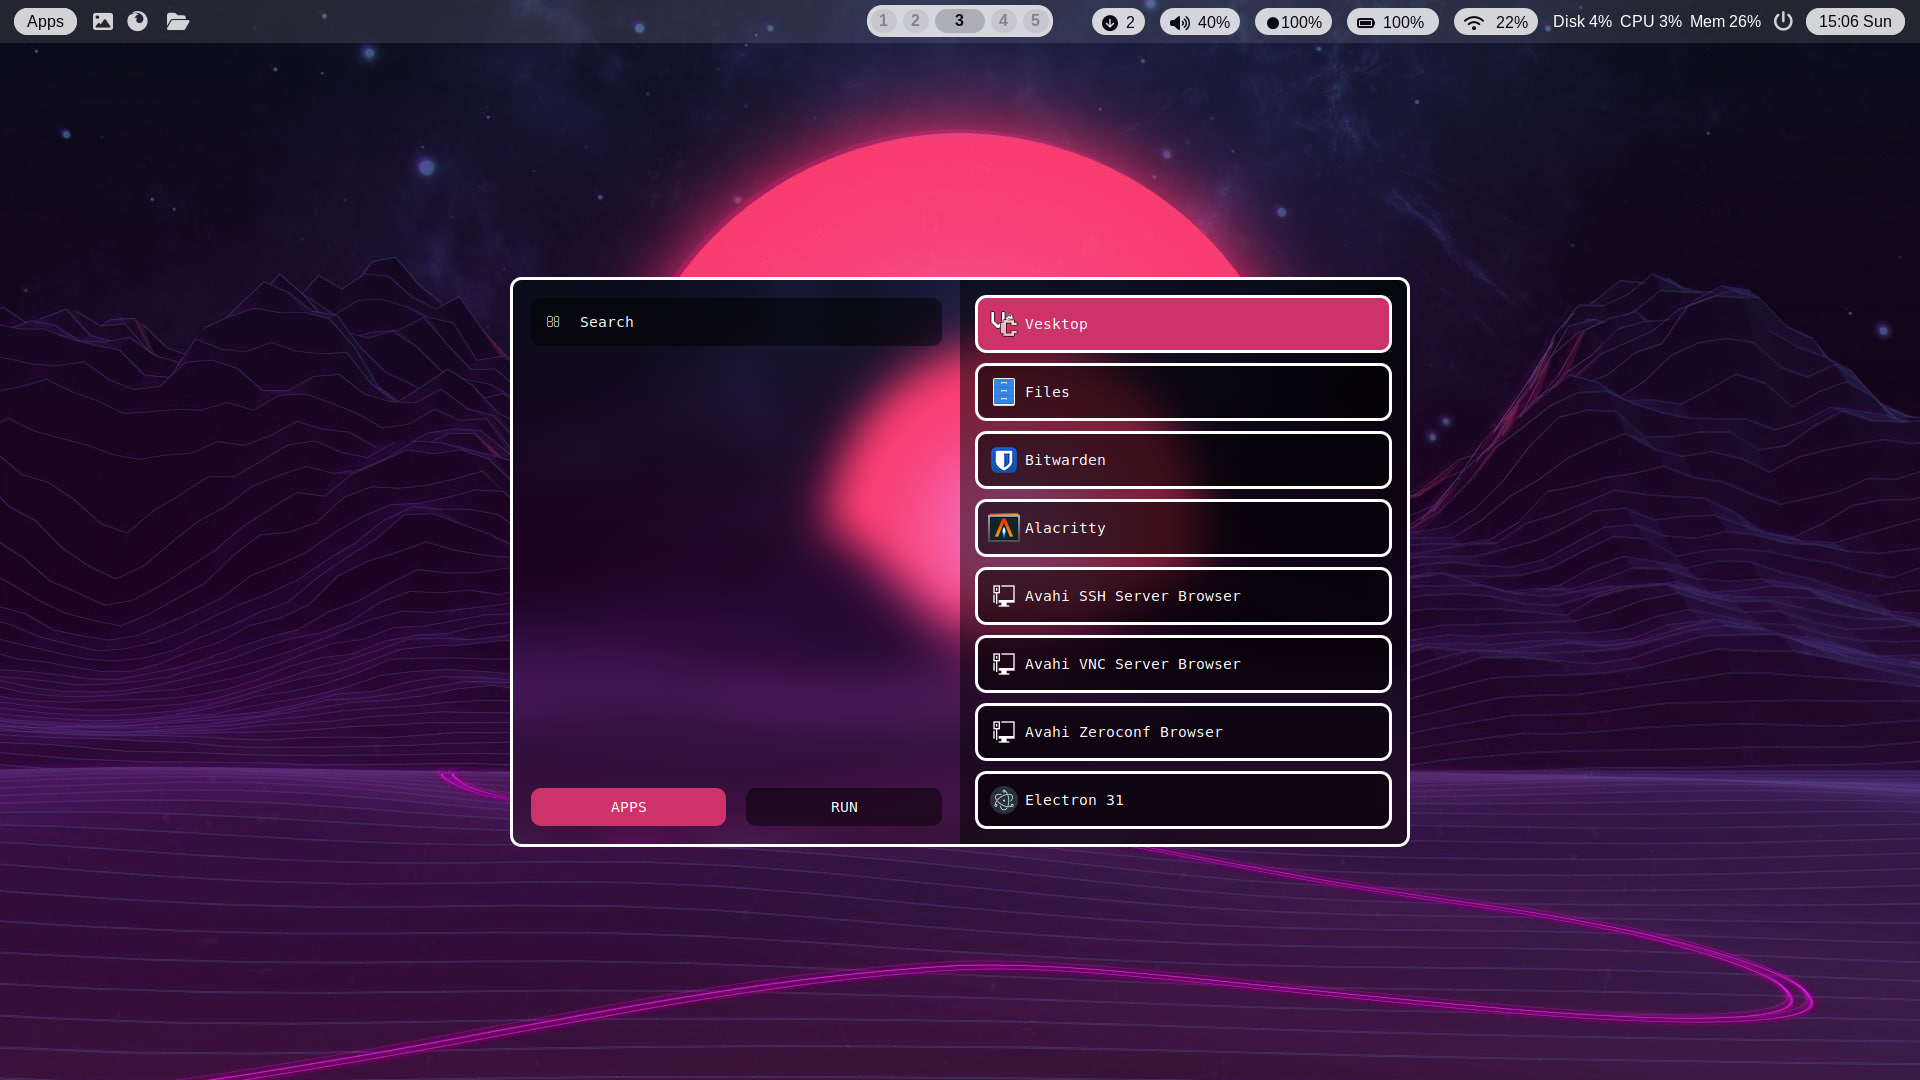 Apps 1 2 3 4 5 2 40% 100% 100% 22% Disk 4% CPU 3% Mem 26% 15:06 Sun
Search
APPS RUN
Vesktop
Files
Bitwarden
Alacritty
Avahi SSH Server Browser
Avahi VNC Server Browser
Avahi Zeroconf Browser
Electron 31